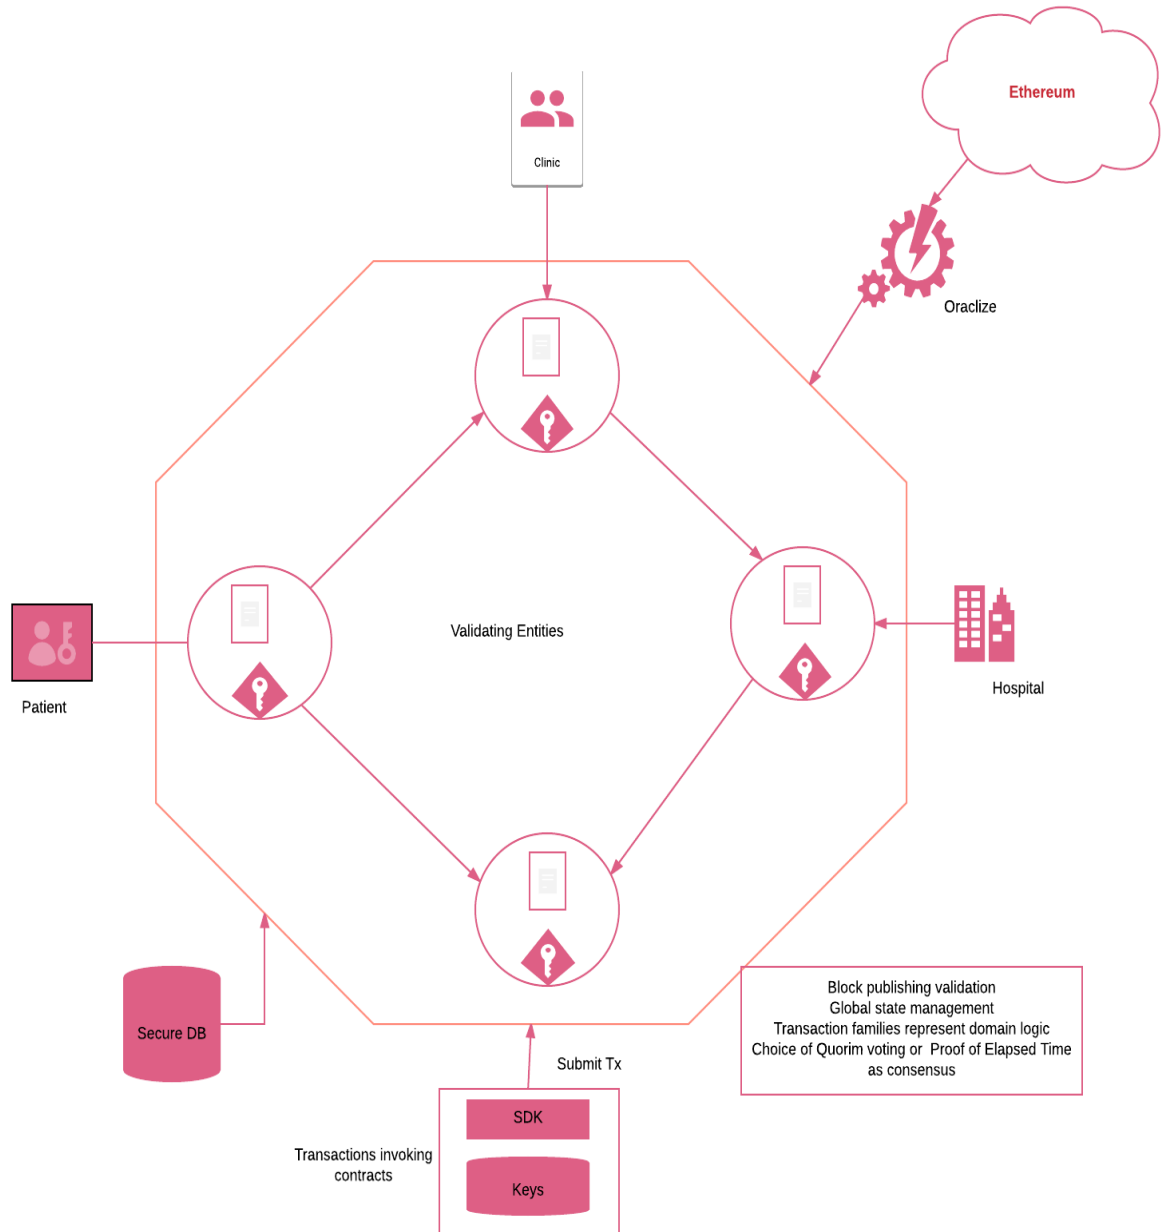 Ethereum
Clinic
Oraclize
Validating Entities
Hospital
Patient
Secure DB
Block publishing validation
Global state management
Transaction families represent domain logic
Choice of Quorim voting or Proof of Elapsed Time
as consensus
Submit Tx
SDK
Transactions invoking
contracts
Keys